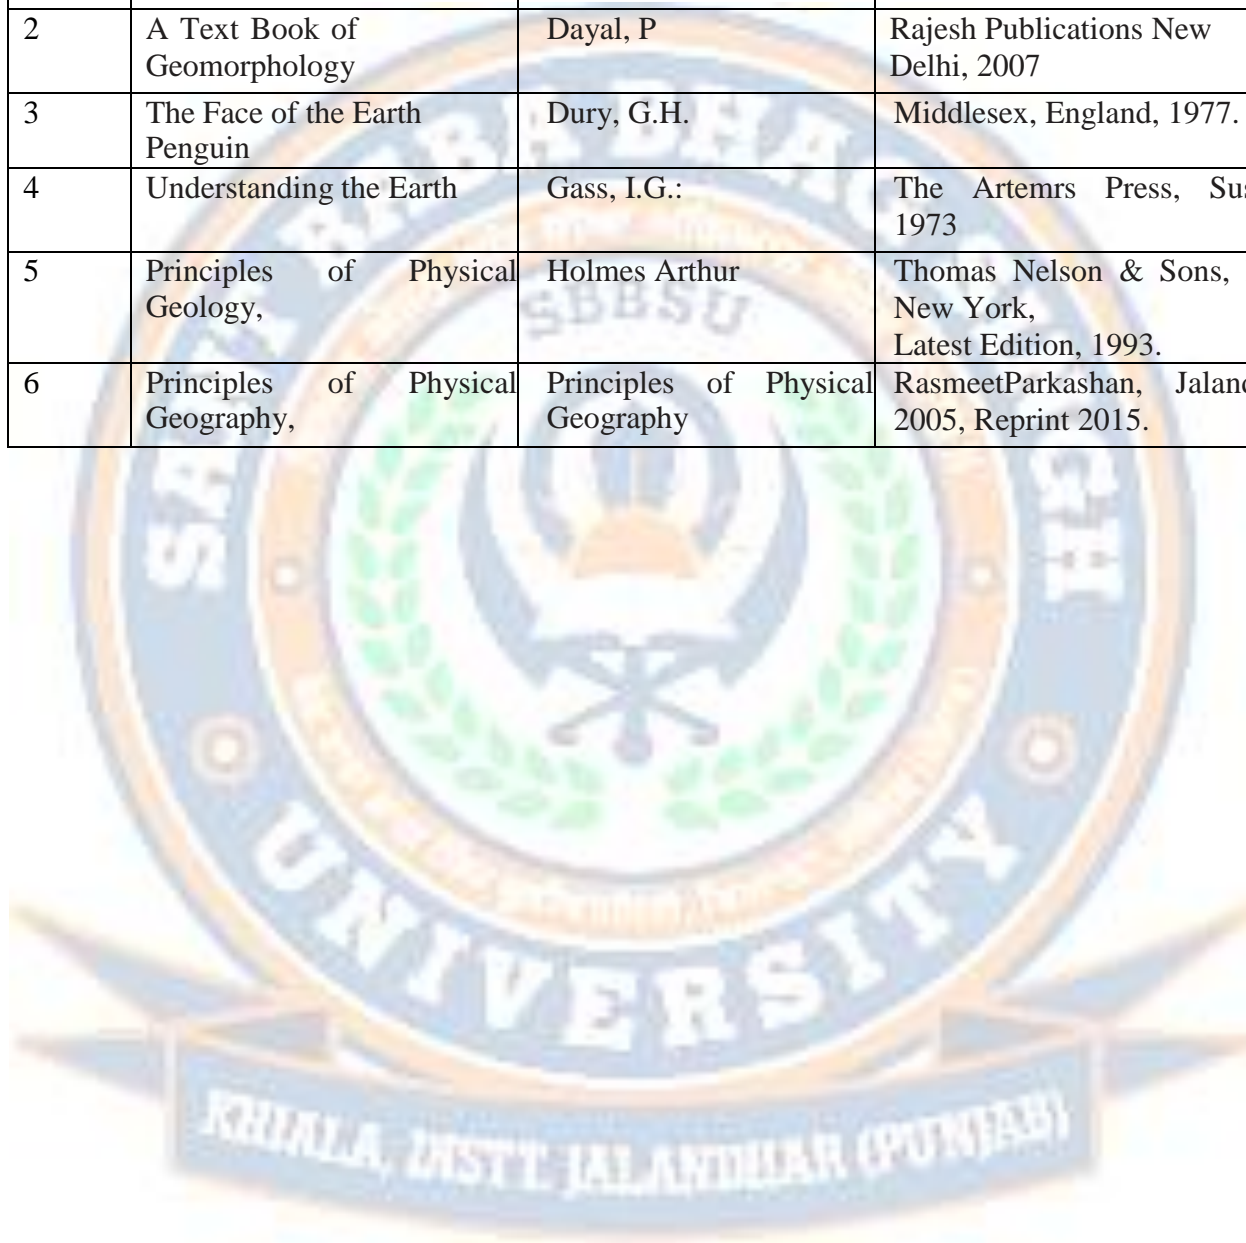 2 A Text Book of Dayal, P Rajesh Publications New
Geomorphology Delhi, 2007
3 The Face of the Earth Dury, G.H. Middlesex, England, 1977.
Penguin
4 Understanding the Earth Gass, I.G.: The Artemrs Press,
1973
5 Principles of Physical Holmes Arthur Thomas Nelson & Sons,
Geology, New York,
Latest Edition, 1993.
6 Principles of Physical Principles of Physical RasmeetParkashan,
Geography, Geography 2005, Reprint 2015.
SBBSU
UNIVERSITY
KHIALA, DISTT. JALANDHAR (PUNJAB)